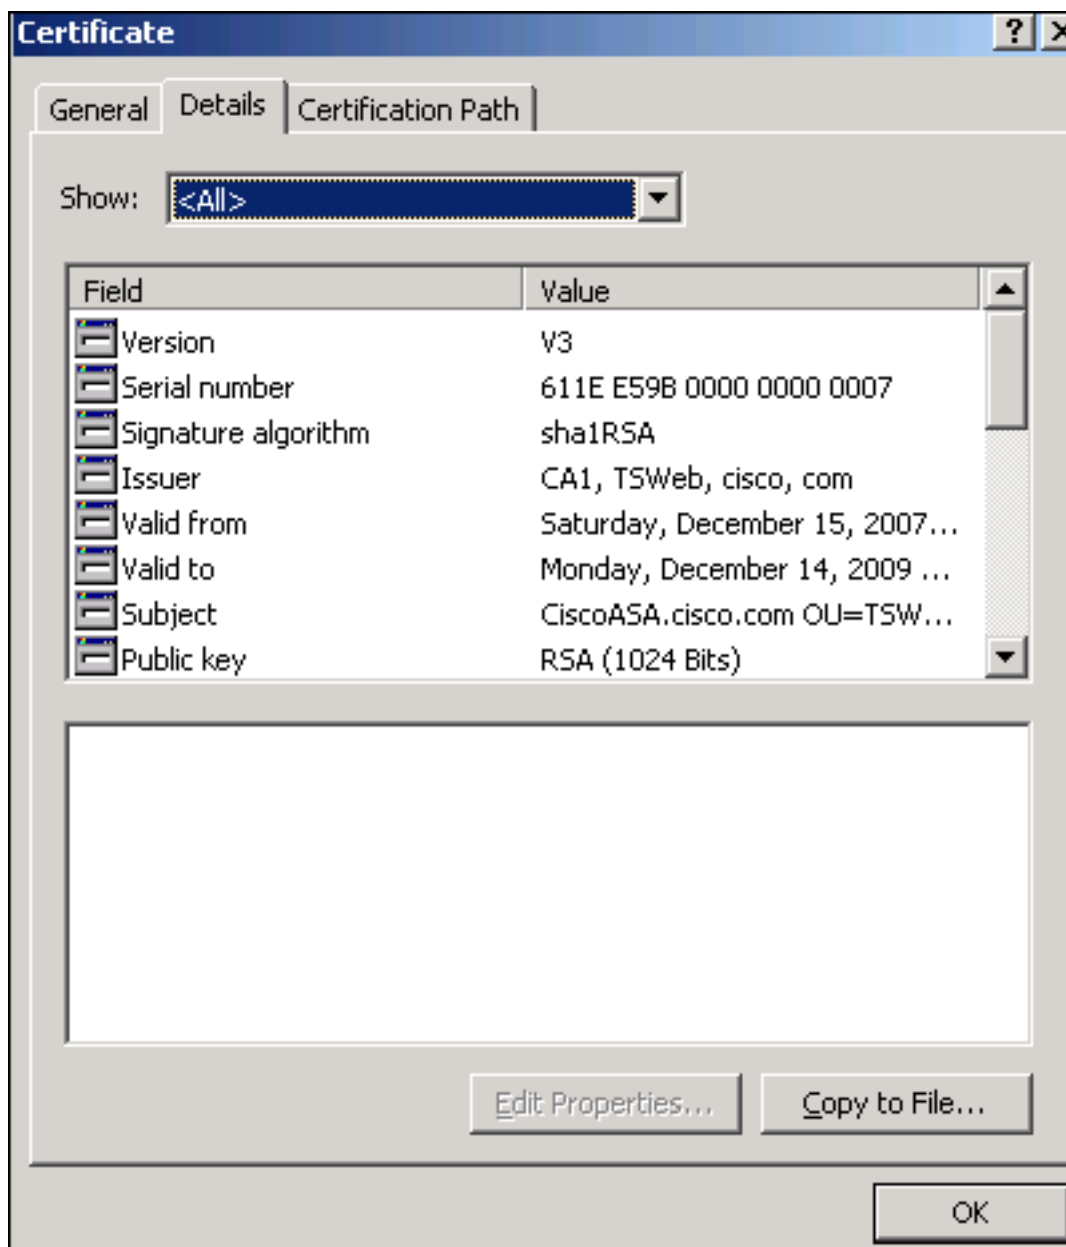 Certificate
General Details Certification Path
Show: <All>
Field Value
Version V3
Serial number 611E E59B 0000 0000 0007
Signature algorithm sha1RSA
Issuer CA1, TSWeb, cisco, com
Valid from Saturday, December 15, 2007...
Valid to Monday, December 14, 2009 ...
Subject CiscoASA.cisco.com OU=TSW...
Public key RSA (1024 Bits)
Edit Properties... Copy to File...
OK